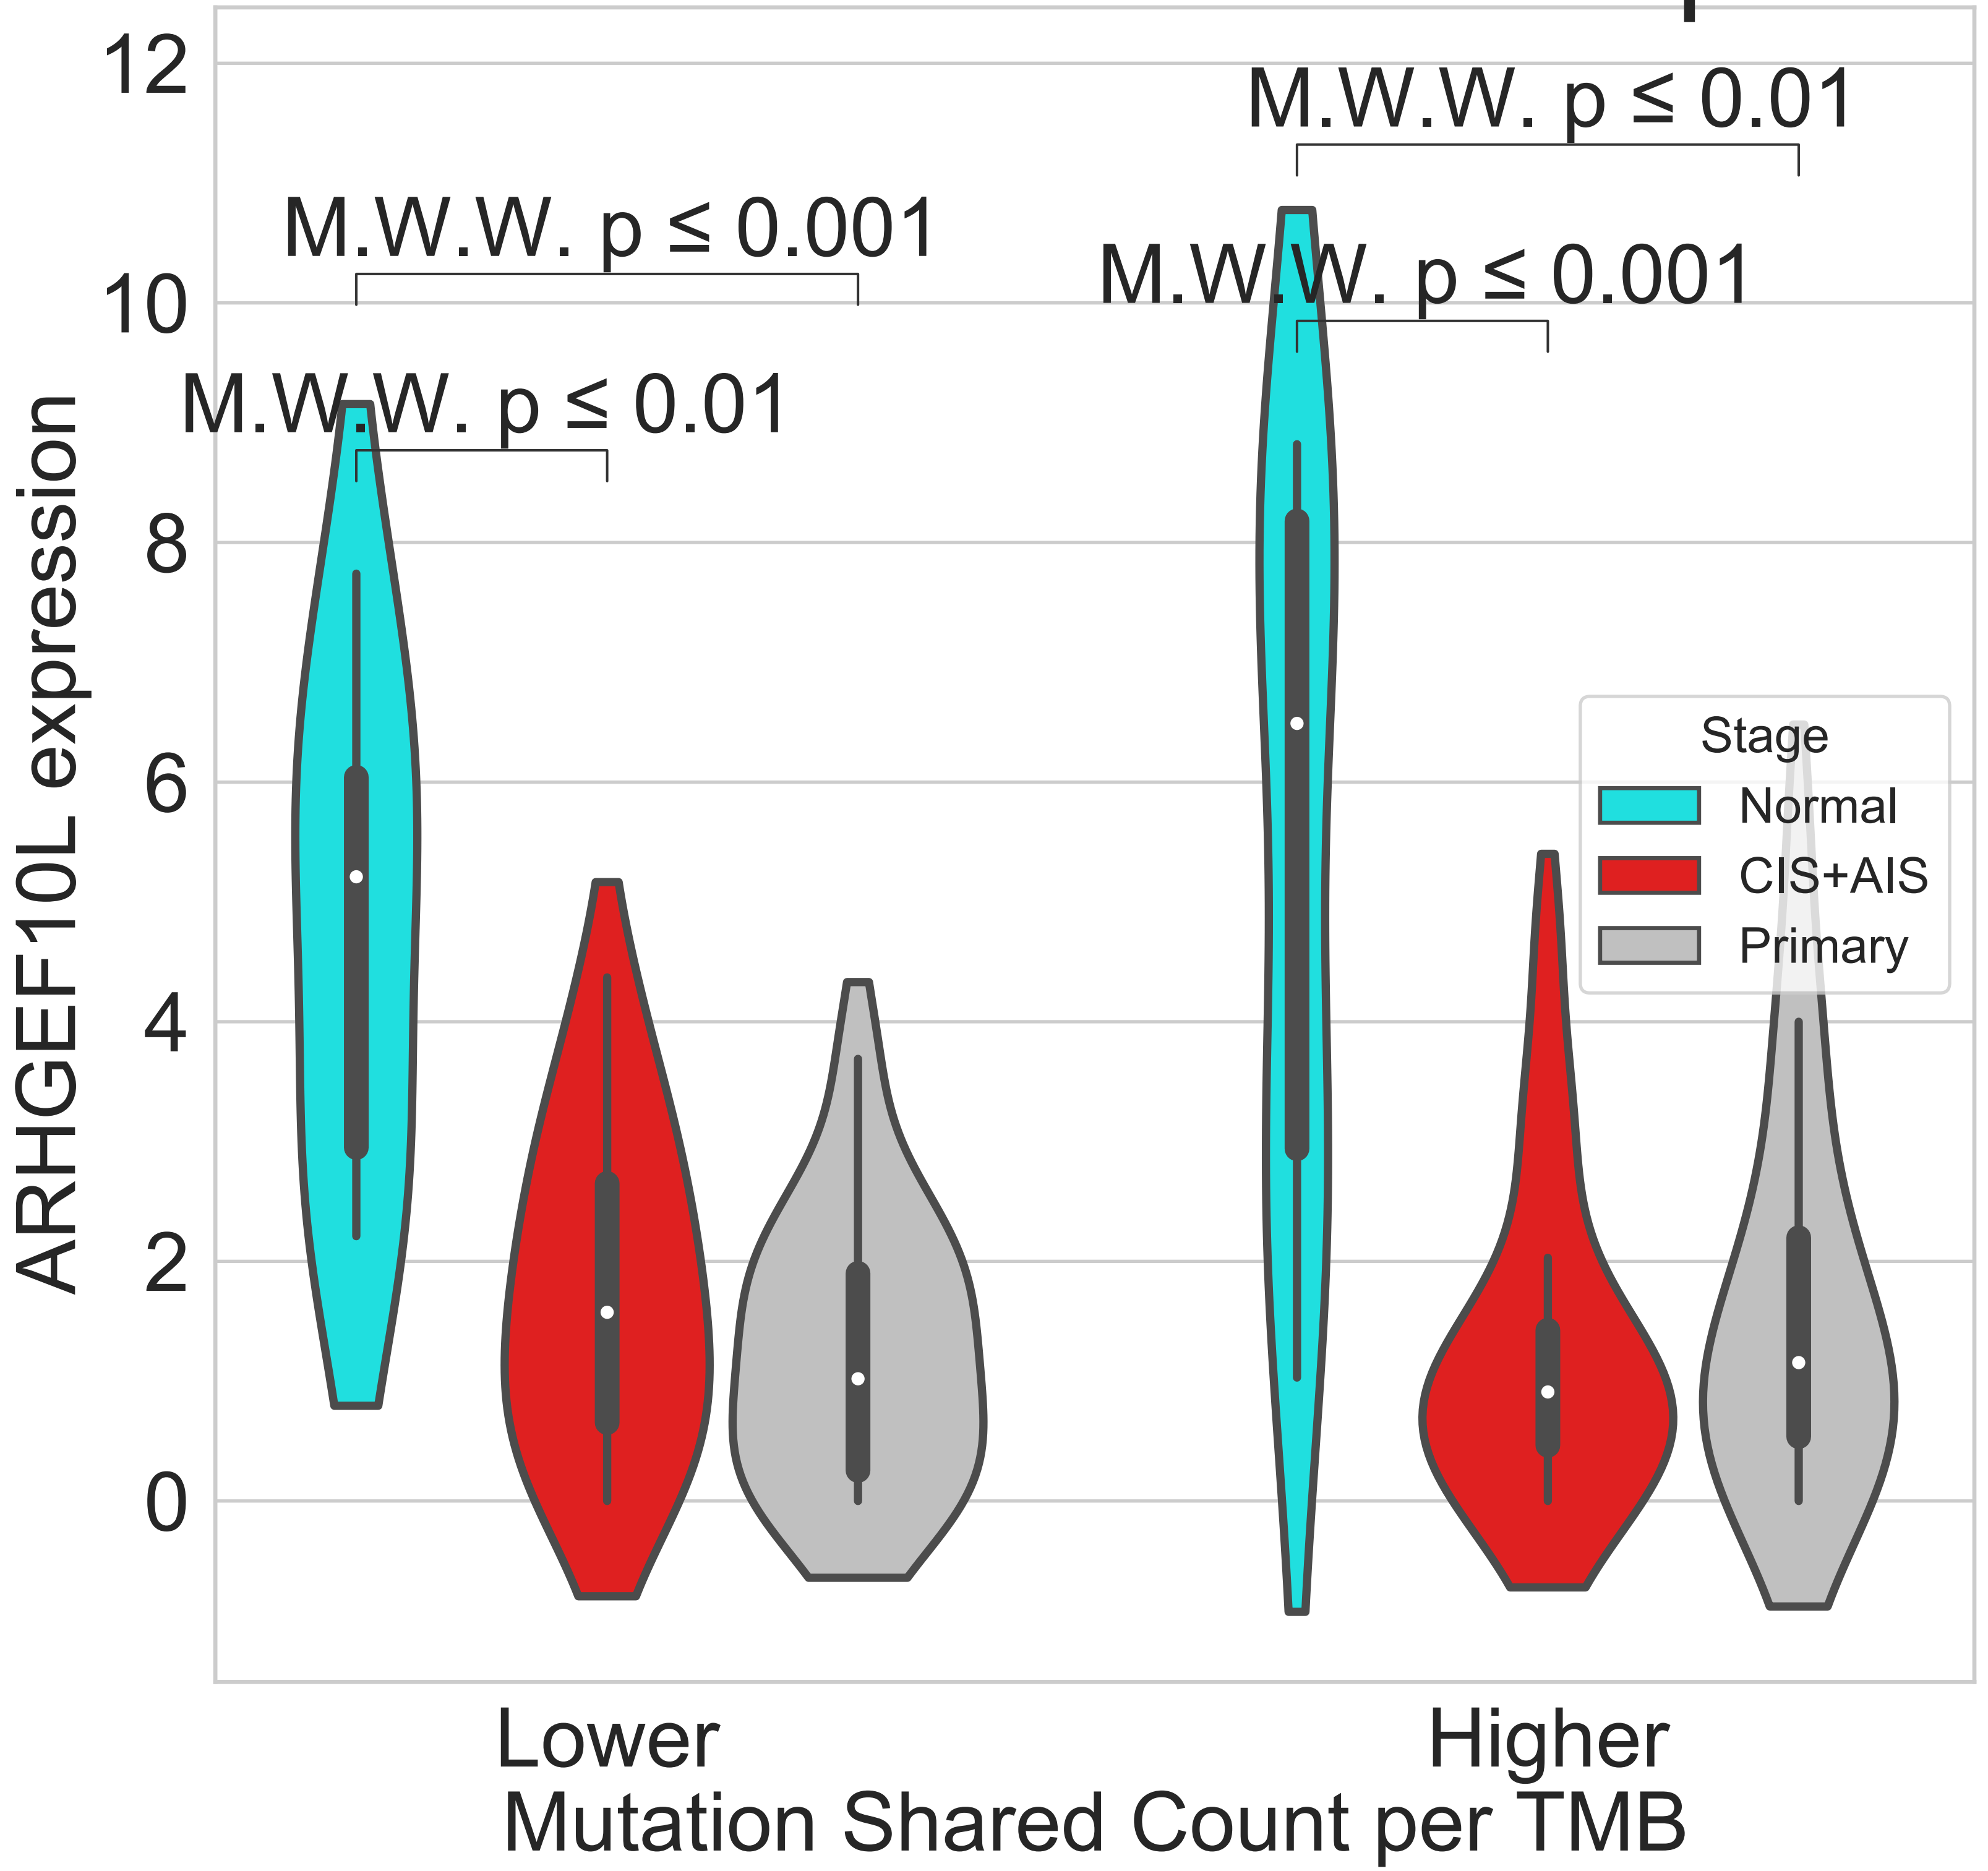 12
M.W.W. p ≤ 0.01
M.W.W. p ≤ 0.001
M.W.W. p ≤ 0.001
10
M.W.W. p ≤ 0.01
8
6
4
2
0
ARHGEF10L expression
Stage
Normal
CIS+AIS
Primary
Lower
Higher
Mutation Shared Count per TMB